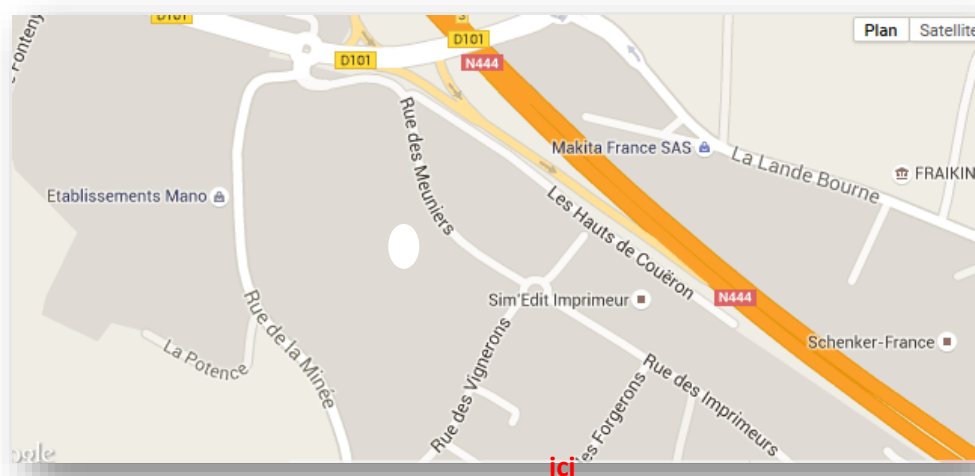 D101
S
D101
Plan
Satellite
D101
N444
Fonteny
Rue des Meuniers
Makita France SAS
La Lande Bourne
FRAIKIN
Etablissements Mano
Les Hauts de Couëron
Sim'Edit Imprimeur
N444
Rue de la Minée
La Potence
Schenker-France
Rue des Vignerons
Rue des Imprimeurs
es Forgerons
ogle
ici